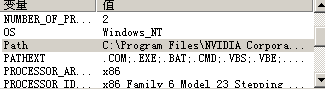 变量 值
NUMBER_OF_PR... 2
OS Windows_NT
Path C:\Program Files\NVIDIA Corpora...
PATHEXT .COM;.EXE;.BAT;.CMD;.VBS;.VBE;....
PROCESSOR_AR... x86
PROCESSOR_ID... x86 Family 6 Model 23 Stepping ...